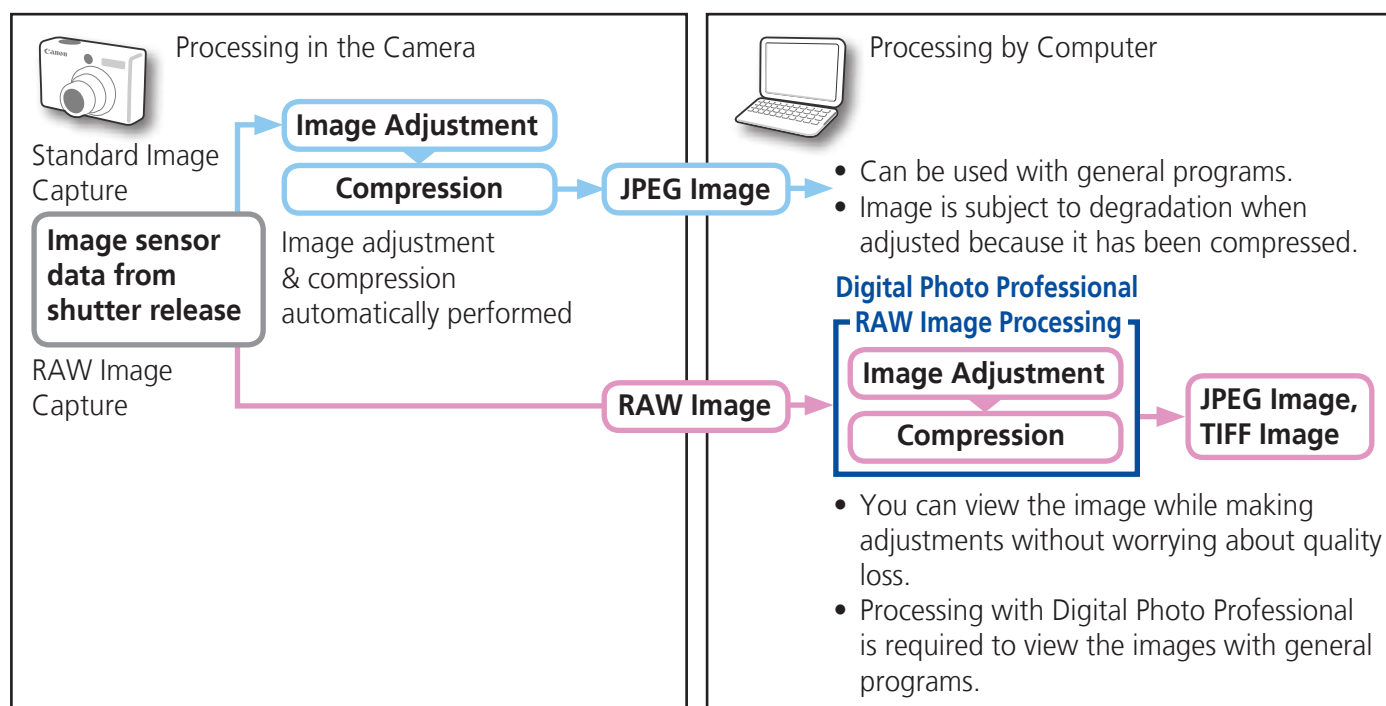 Canon
Processing in the Camera
Image Adjustment
Standard Image
Capture
Compression
JPEG Image
Image sensor
data from
shutter release
Image adjustment
& compression
automatically performed
RAW Image
Capture
RAW Image
Processing by Computer
• Can be used with general programs.
• Image is subject to degradation when
adjusted because it has been compressed.
Digital Photo Professional
RAW Image Processing
Image Adjustment
Compression
JPEG Image,
TIFF Image
• You can view the image while making
adjustments without worrying about quality
loss.
• Processing with Digital Photo Professional
is required to view the images with general
programs.